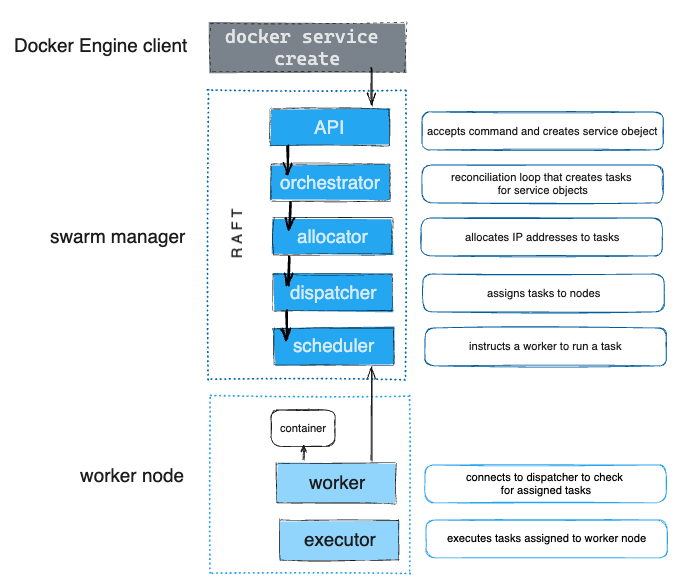 Docker Engine client
docker service
create
API
accepts command and creates service obeject
orchestrator
reconciliation loop that creates tasks
for service objects
swarm manager
RAFT
allocator
allocates IP addresses to tasks
dispatcher
assigns tasks to nodes
scheduler
instructs a worker to run a task
container
worker node
worker
connects to dispatcher to check
for assigned tasks
executor
executes tasks assigned to worker node